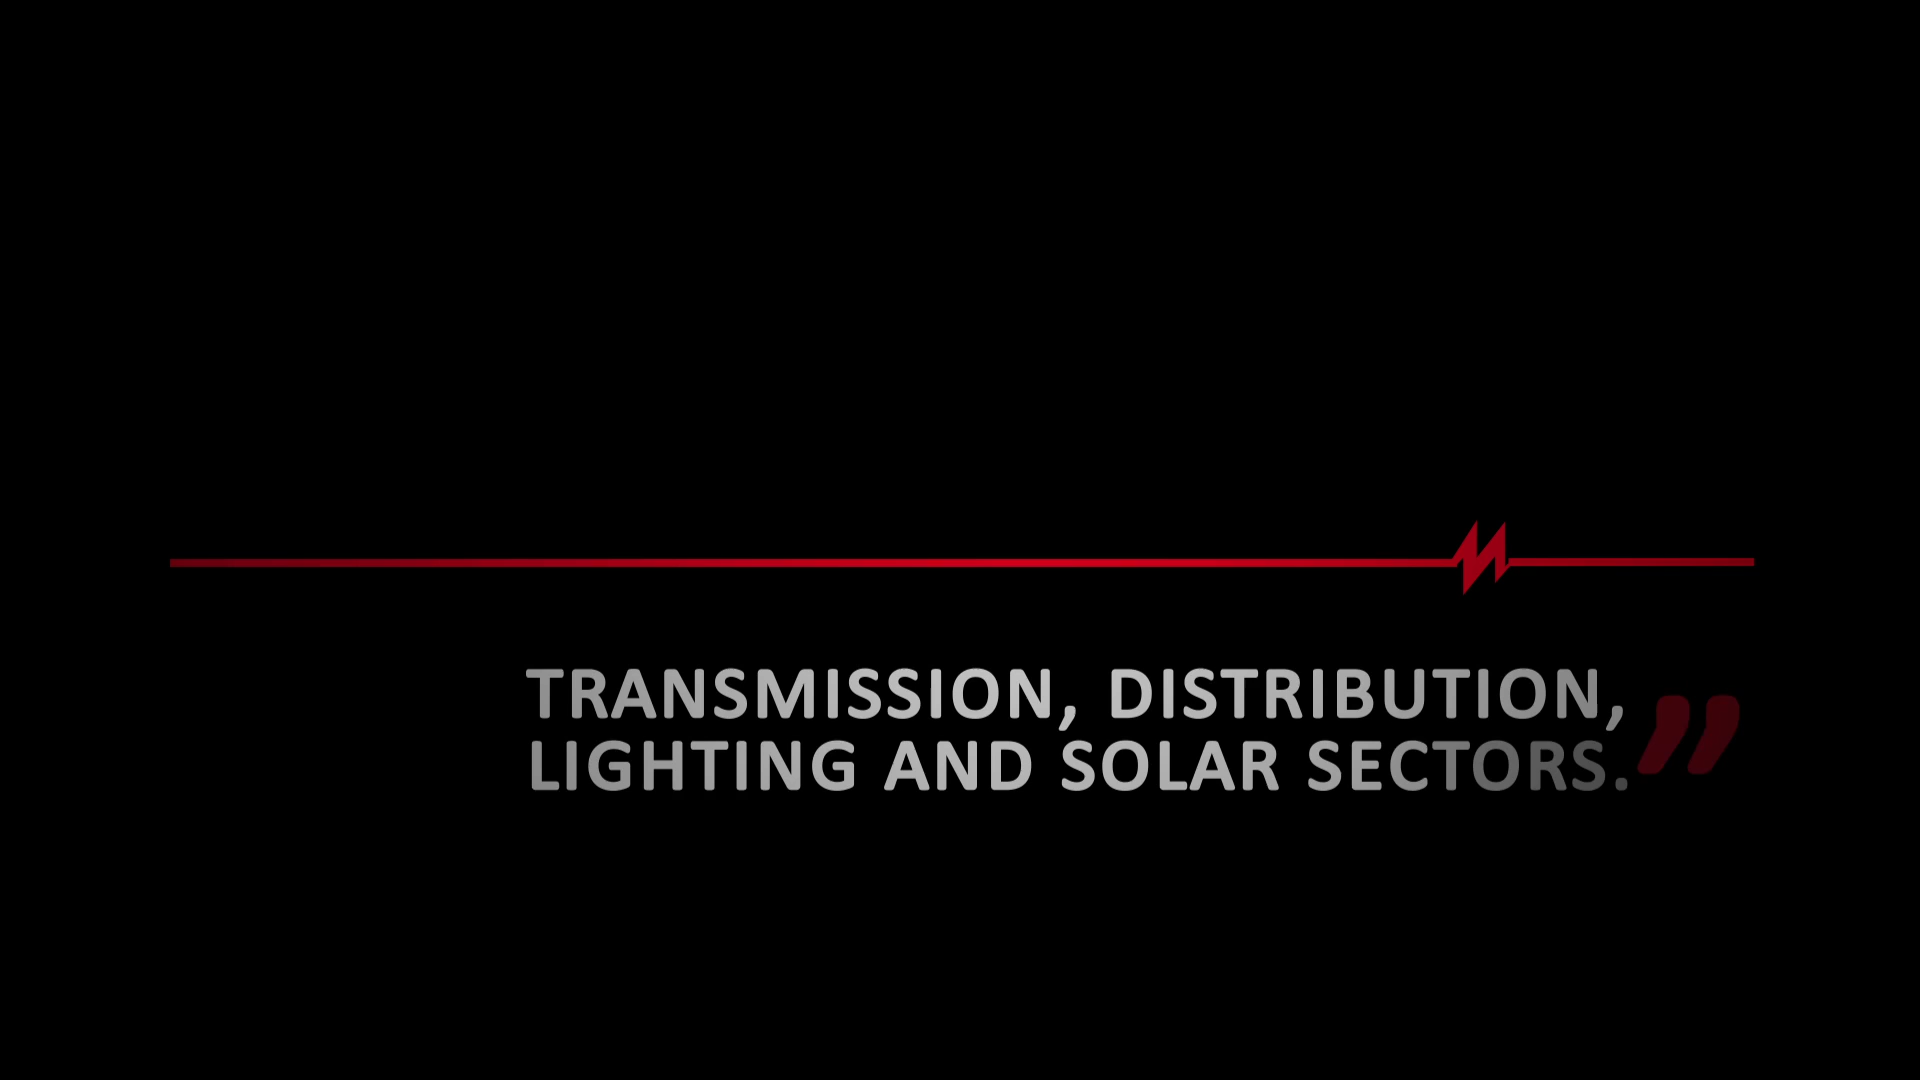 TRANSMISSION, DISTRIBUTION,
LIGHTING AND SOLAR SECTORS.”